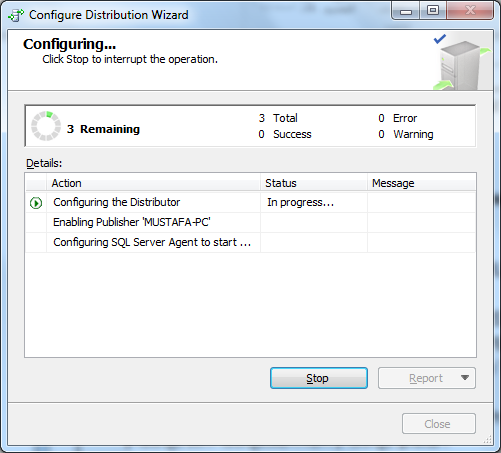 Configure Distribution Wizard
Configuring...
Click Stop to interrupt the operation.
3 Remaining
3 Total
0 Error
0 Success
0 Warning
Details:
Action Status Message
Configuring the Distributor In progress...
Enabling Publisher 'MUSTAFA-PC'
Configuring SQL Server Agent to start ...
Stop Report
Close